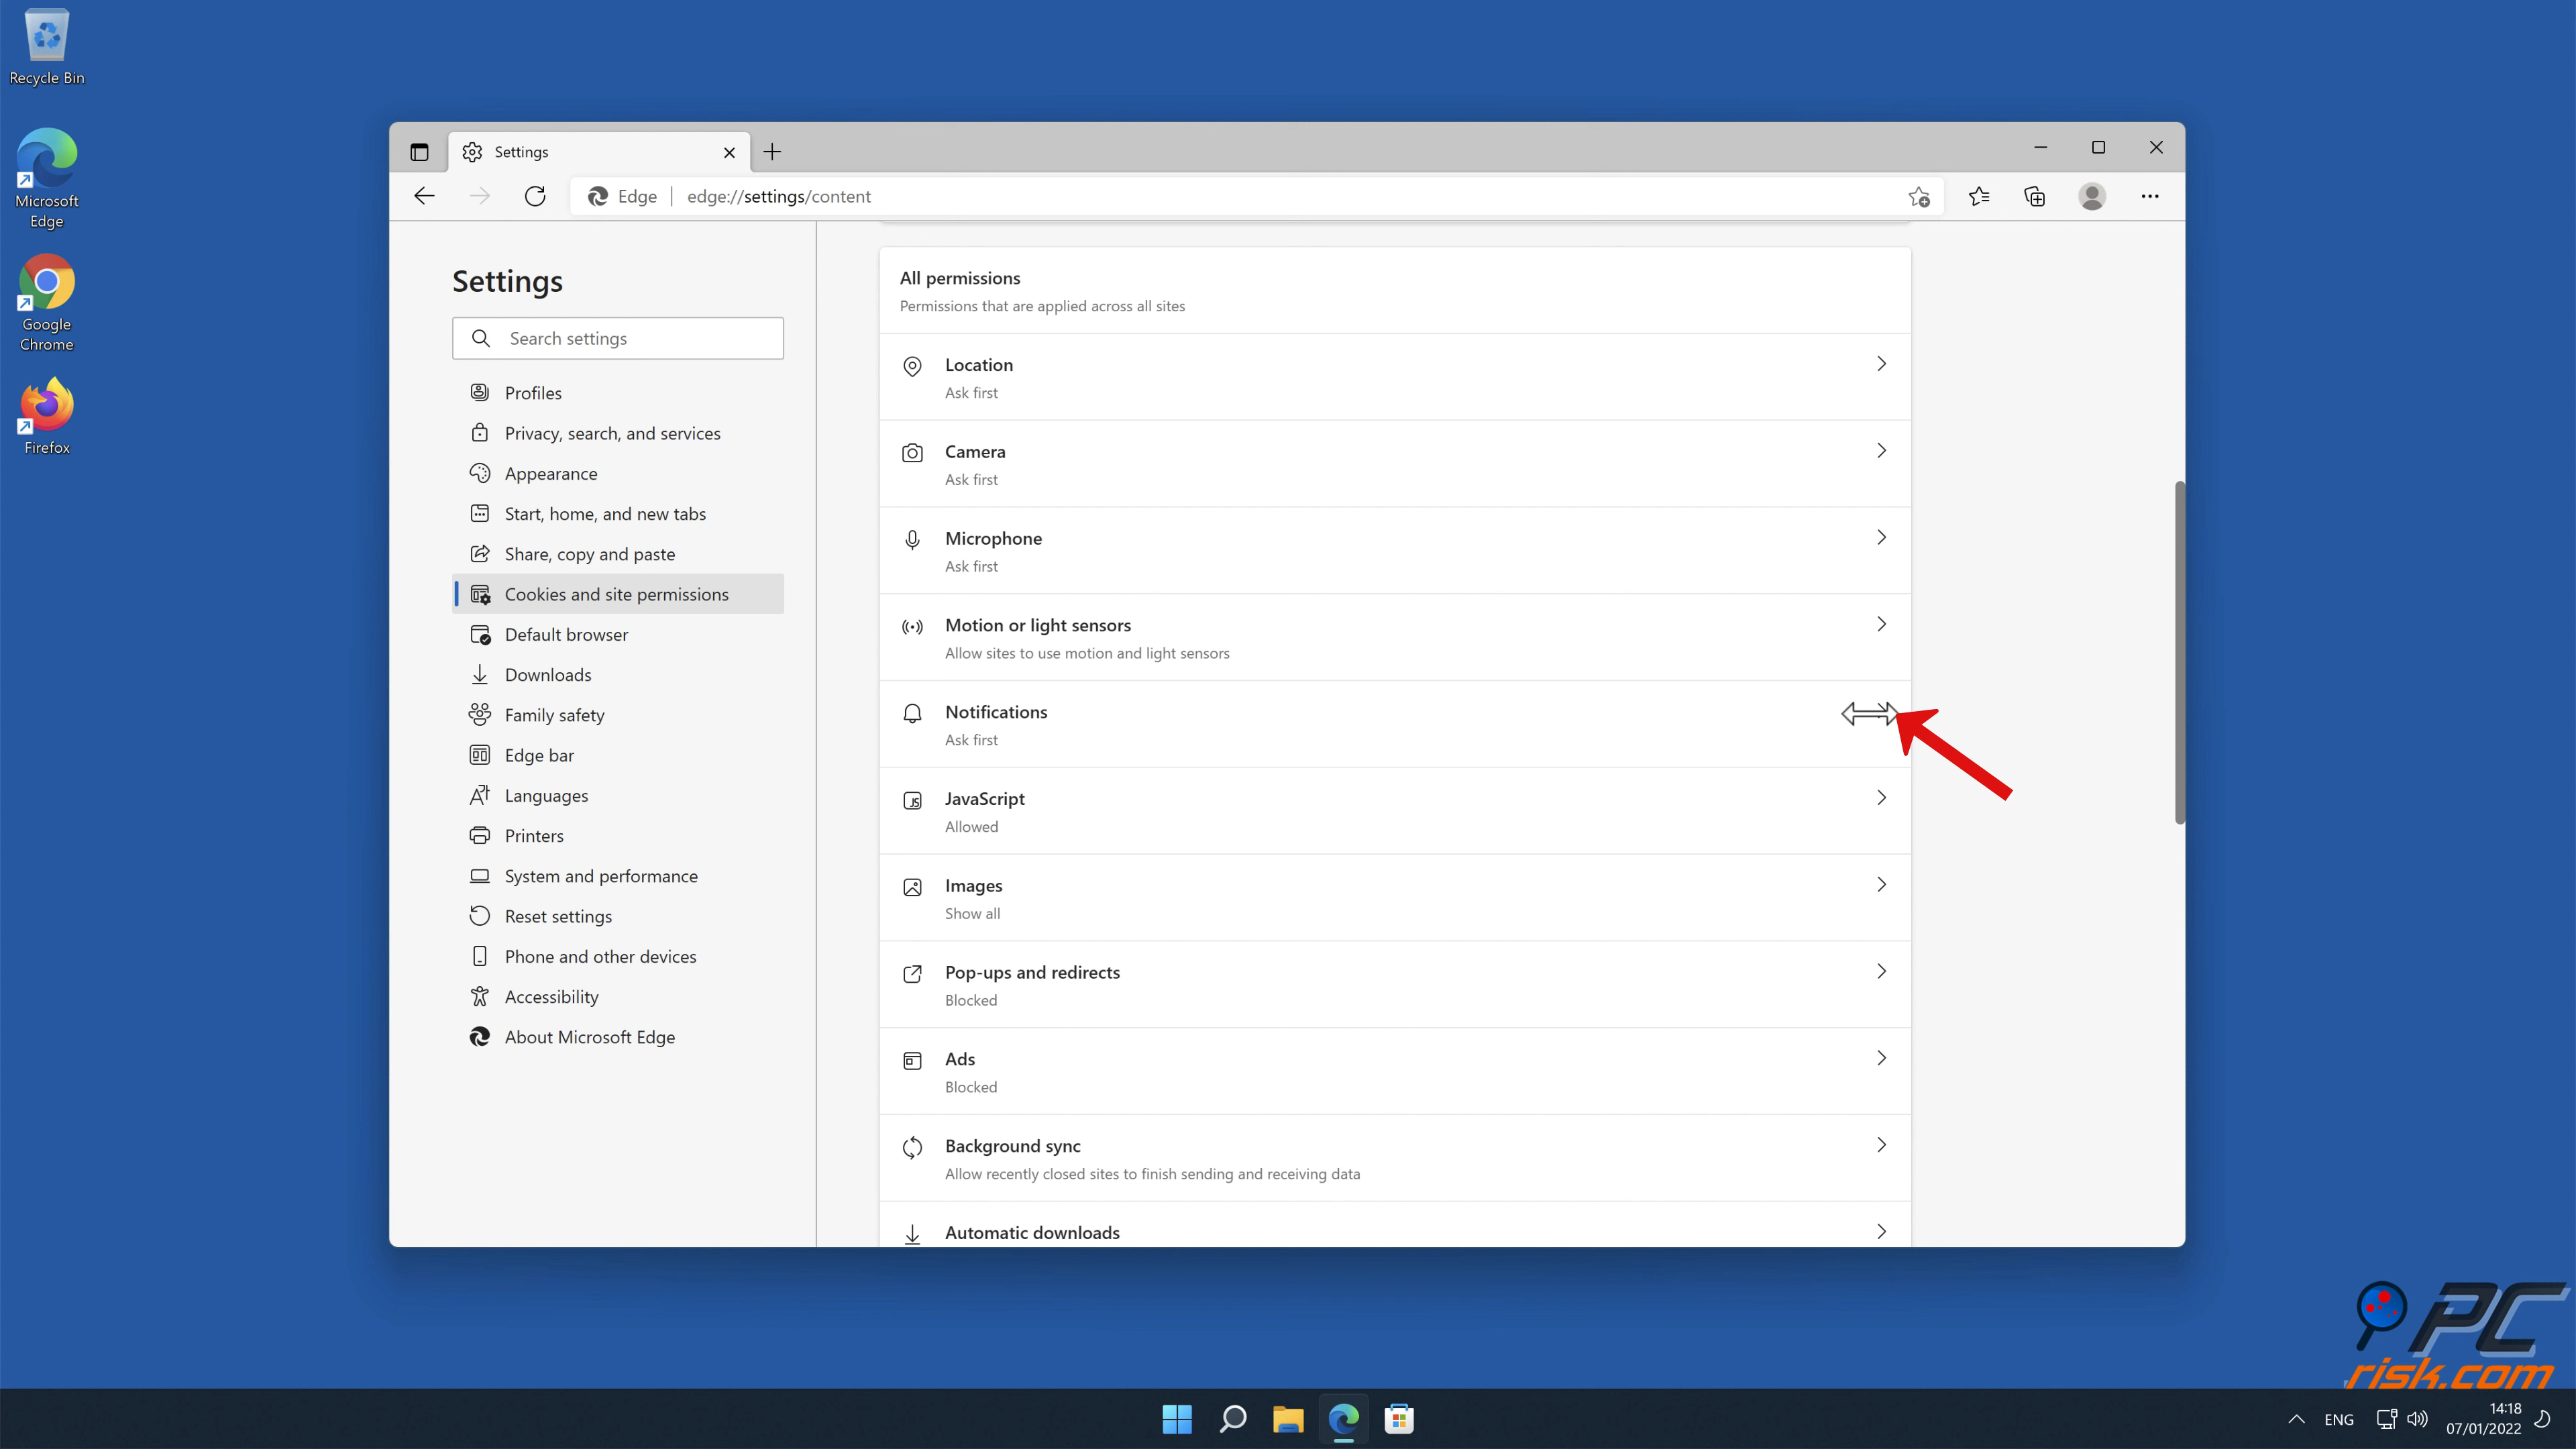 Recycle Bin
Microsoft
Edge
Google
Chrome
Firefox
Settings
Edge
edge://settings/content
Settings
Search settings
Profiles
Privacy, search, and services
Appearance
Start, home, and new tabs
Share, copy and paste
Cookies and site permissions
Default browser
Downloads
Family safety
Edge bar
Languages
Printers
System and performance
Reset settings
Phone and other devices
Accessibility
About Microsoft Edge
All permissions
Permissions that are applied across all sites
Location
Ask first
Camera
Ask first
Microphone
Ask first
Motion or light sensors
Allow sites to use motion and light sensors
Notifications
Ask first
JavaScript
Allowed
Images
Show all
Pop-ups and redirects
Blocked
Ads
Blocked
Background sync
Allow recently closed sites to finish sending and receiving data
Automatic downloads
PC
risk.com
ENG
14:18
07/01/2022